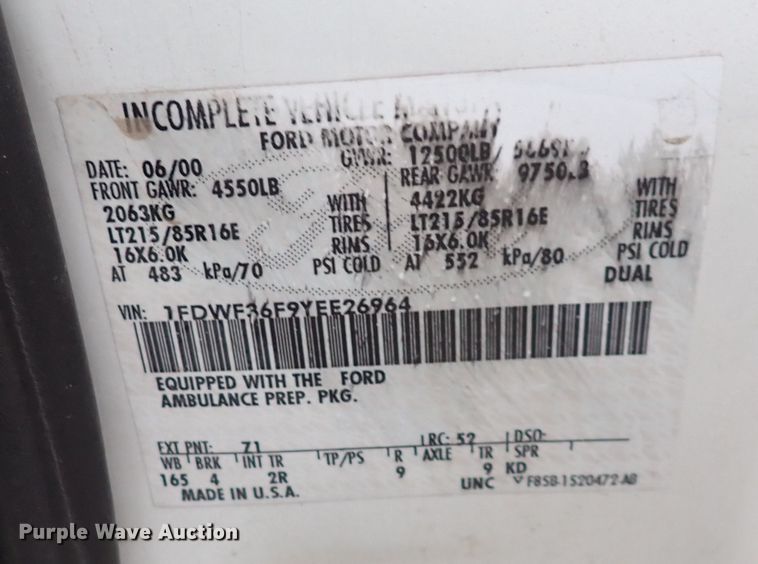 INCOMPLETE VEHICLE
FORD MOTOR COMPANY
DATE: 06/00 GVWR: 12500LB/
FRONT GAWR: 4550LB REAR GAWR: 9750LB
2063KG WITH 4422KG WITH
LT215/85R16E TIRES LT215/85R16E TIRES
16X6.0K RIMS 16X6.0K RIMS
AT 483 kPa/70 PSI COLD AT 552 kPa/80 PSI COLD
DUAL
VIN: 1FDWF36F9YEE26964
EQUIPPED WITH THE FORD
AMBULANCE PREP. PKG.
EXT PNT: Z1 RC: 52 DSO:
WB BRK INT TR TP/PS R AXLE TR SPR
165 4 2R 9 9 KD
MADE IN U.S.A. UNC F85B-1520472-AB
Purple Wave Auction